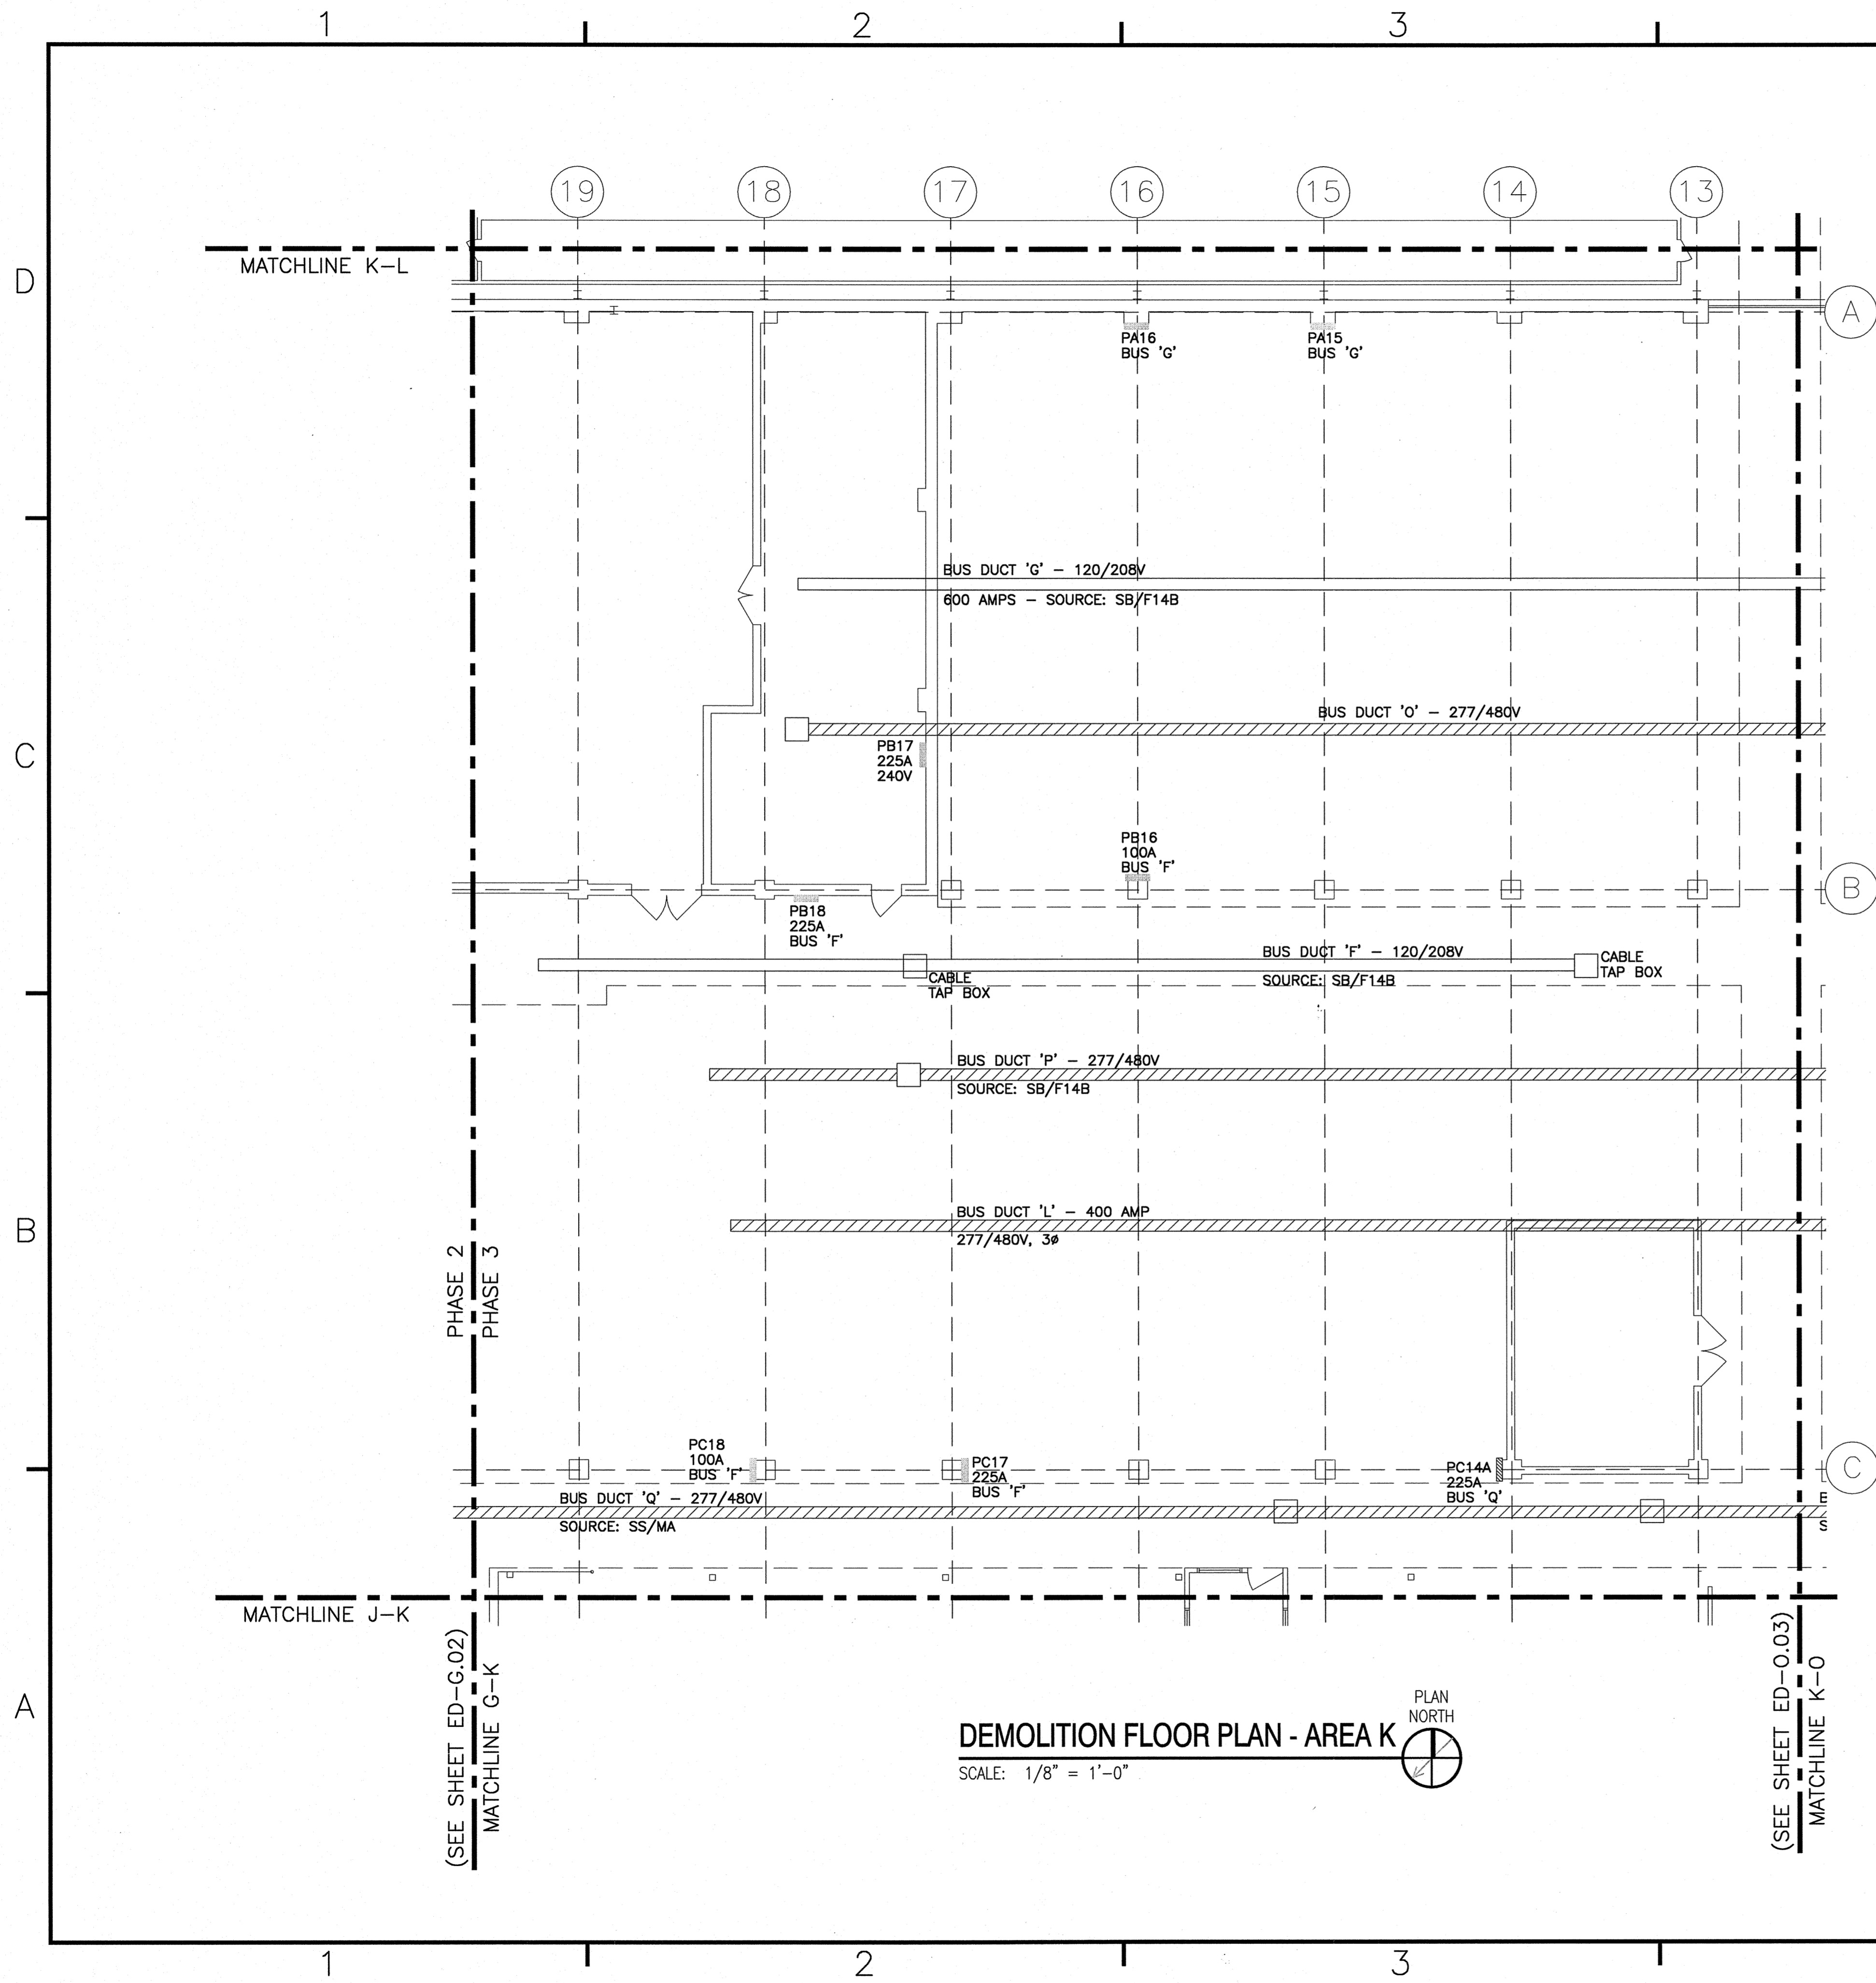 1 2 3
19 18 17 16 15 14 13
MATCHLINE K-L
D
A
PA16
BUS 'G'
PA15
BUS 'G'
BUS DUCT 'G' - 120/208V
600 AMPS - SOURCE: SB/F14B
BUS DUCT 'O' - 277/480V
C
PB17
225A
240V
PB16
100A
BUS 'F'
B
PB18
225A
BUS 'F'
BUS DUCT 'F' - 120/208V
SOURCE: SB/F14B
CABLE
TAP BOX
CABLE
TAP BOX
BUS DUCT 'P' - 277/480V
SOURCE: SB/F14B
BUS DUCT 'L' - 400 AMP
277/480V, 3ø
B
PHASE 2
PHASE 3
PC18
100A
BUS 'F'
PC17
225A
BUS 'F'
PC14A
225A
BUS 'Q'
C
BUS DUCT 'Q' - 277/480V
SOURCE: SS/MA
B
S
MATCHLINE J-K
(SEE SHEET ED-G.02)
MATCHLINE G-K
(SEE SHEET ED-O.03)
MATCHLINE K-O
A
PLAN
NORTH
DEMOLITION FLOOR PLAN - AREA K
SCALE: 1/8" = 1'-0"
1 2 3